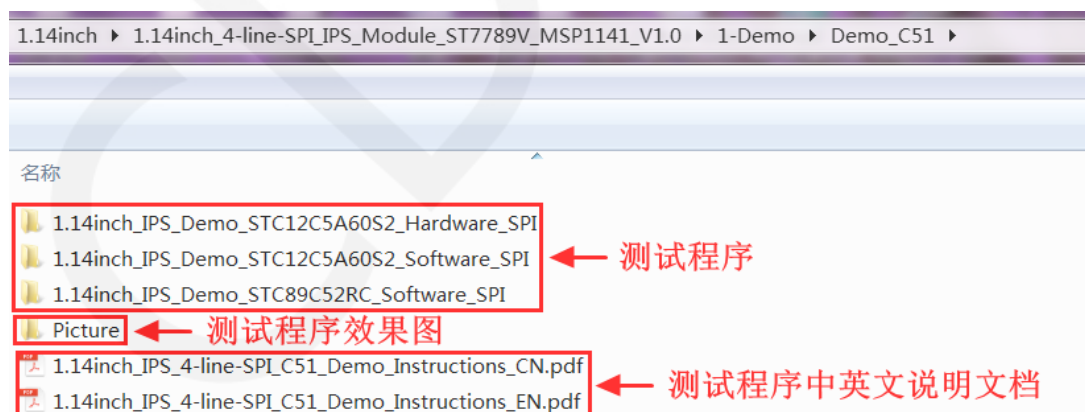 1.14inch ▸ 1.14inch_4-line-SPI_IPS_Module_ST7789V_MSP1141_V1.0 ▸ 1-Demo ▸ Demo_C51 ▸
名称
1.14inch_IPS_Demo_STC12C5A60S2_Hardware_SPI
1.14inch_IPS_Demo_STC12C5A60S2_Software_SPI 测试程序
1.14inch_IPS_Demo_STC89C52RC_Software_SPI
Picture 测试程序效果图
1.14inch_IPS_4-line-SPI_C51_Demo_Instructions_CN.pdf
测试程序中英文说明文档
1.14inch_IPS_4-line-SPI_C51_Demo_Instructions_EN.pdf